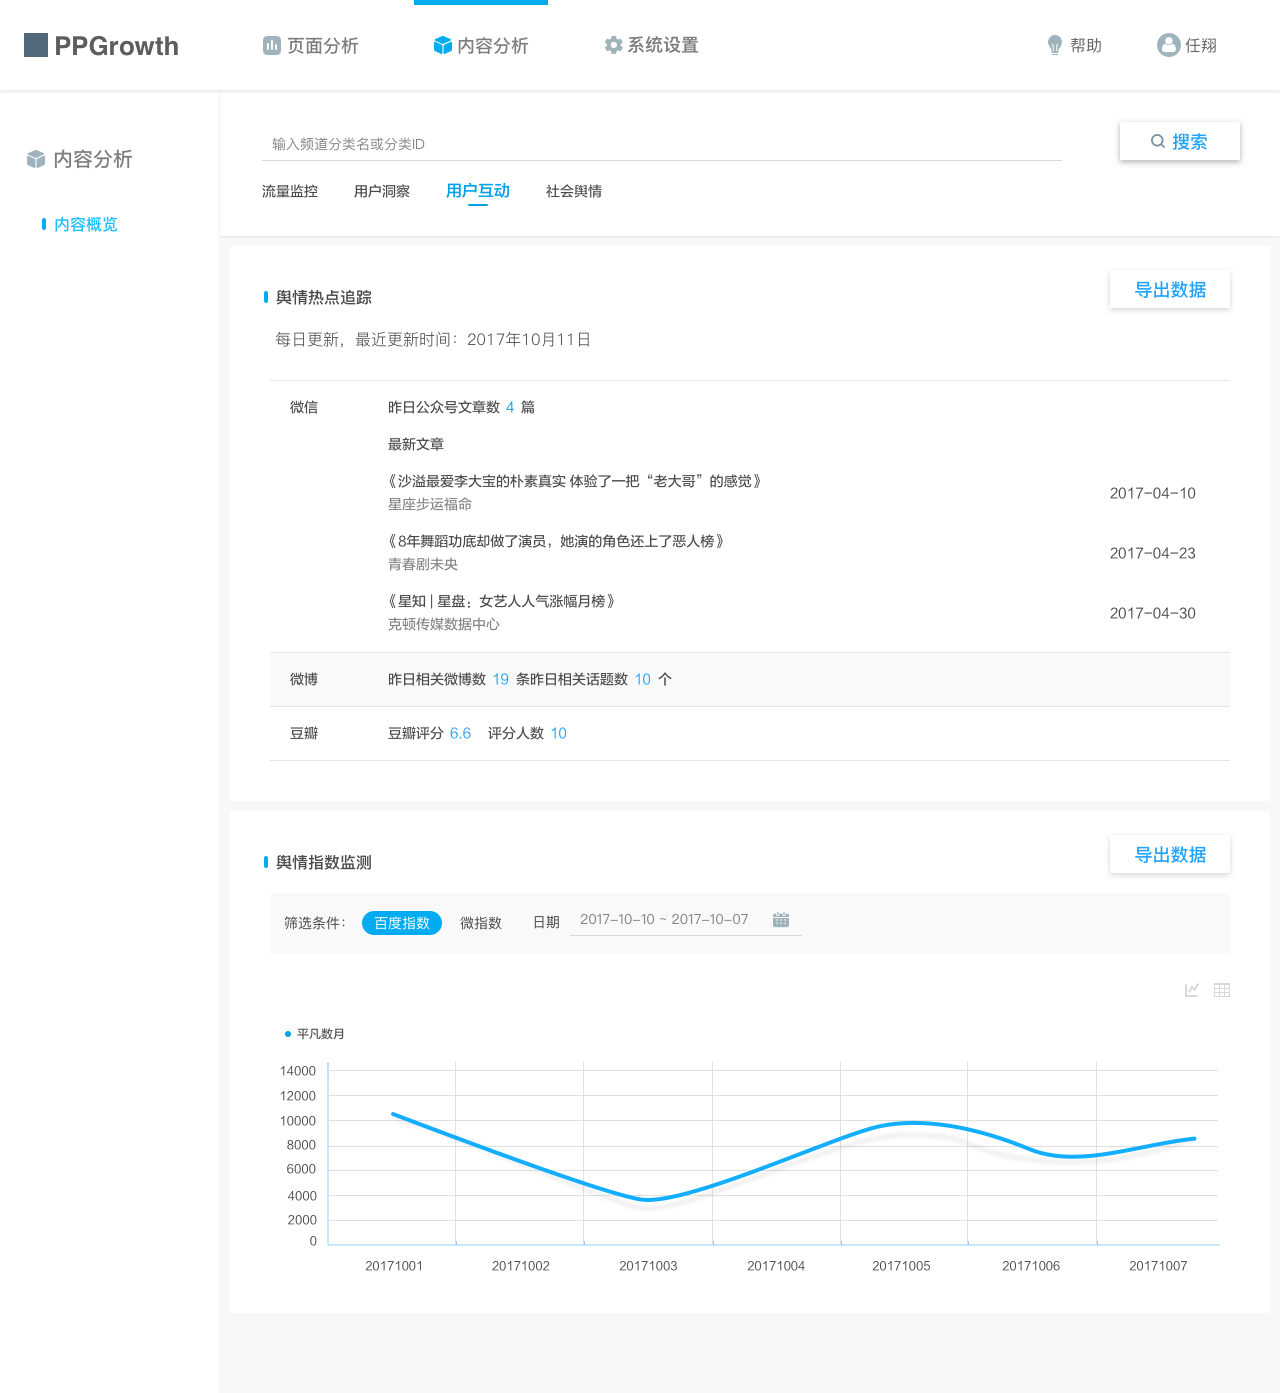 PPGrowth 页面分析 内容分析 系统设置 帮助 任翔
内容分析
内容概览
输入频道分类名或分类ID 搜索
流量监控 用户洞察 用户互动 社会舆情
舆情热点追踪 导出数据
每日更新，最近更新时间：2017年10月11日
微信 昨日公众号文章数 4 篇
最新文章
《沙溢最爱李大宝的朴素真实 体验了一把“老大哥”的感觉》
星座步运福命 2017-04-10
《8年舞蹈功底却做了演员，她演的角色还上了恶人榜》
青春剧未央 2017-04-23
《星知 | 星盘：女艺人人气涨幅月榜》
克顿传媒数据中心 2017-04-30
微博 昨日相关微博数 19 条昨日相关话题数 10 个
豆瓣 豆瓣评分 6.6 评分人数 10
舆情指数监测 导出数据
筛选条件： 百度指数 微指数 日期 2017-10-10 ~ 2017-10-07
平凡数月
14000
12000
10000
8000
6000
4000
2000
0
20171001 20171002 20171003 20171004 20171005 20171006 20171007